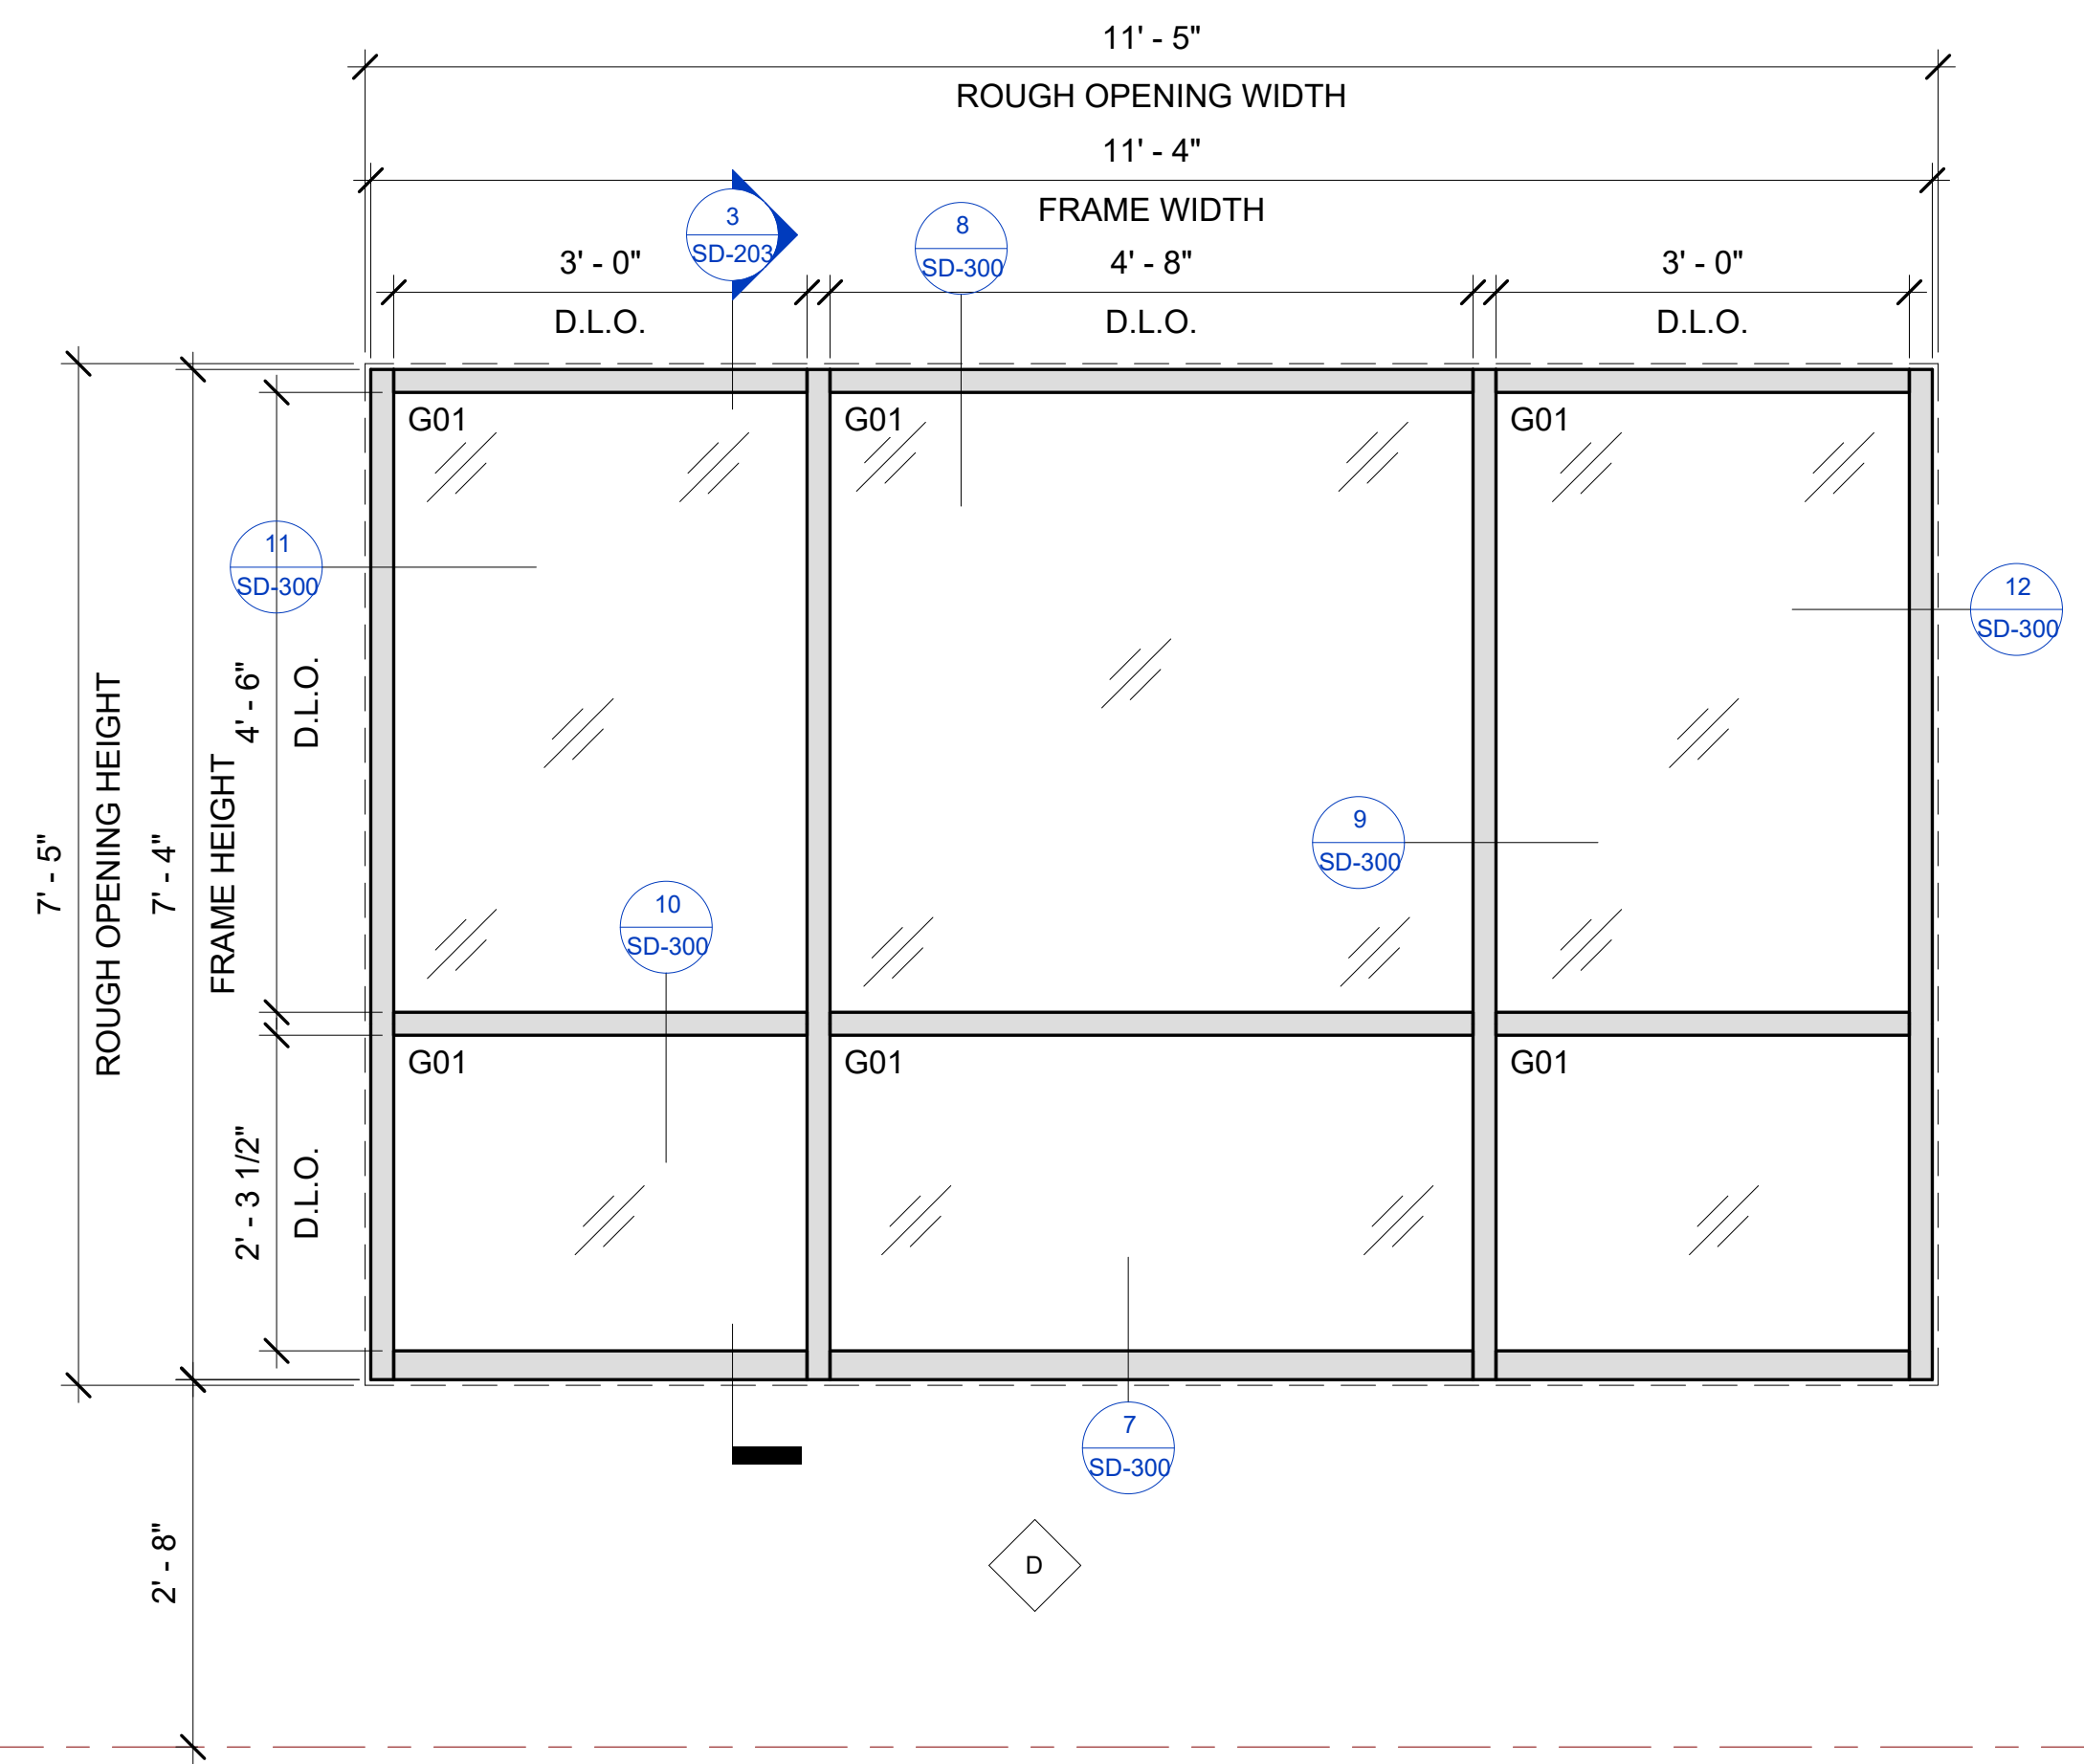 11' - 5"
ROUGH OPENING WIDTH
11' - 4"
FRAME WIDTH
3
SD-203
8
SD-300
3' - 0"
D.L.O.
4' - 8"
D.L.O.
3' - 0"
D.L.O.
G01
G01
G01
11
SD-300
12
SD-300
4' - 6"
D.L.O.
7' - 5"
ROUGH OPENING HEIGHT
7' - 4"
FRAME HEIGHT
9
SD-300
10
SD-300
G01
G01
G01
2' - 3 1/2"
D.L.O.
7
SD-300
2' - 8"
D